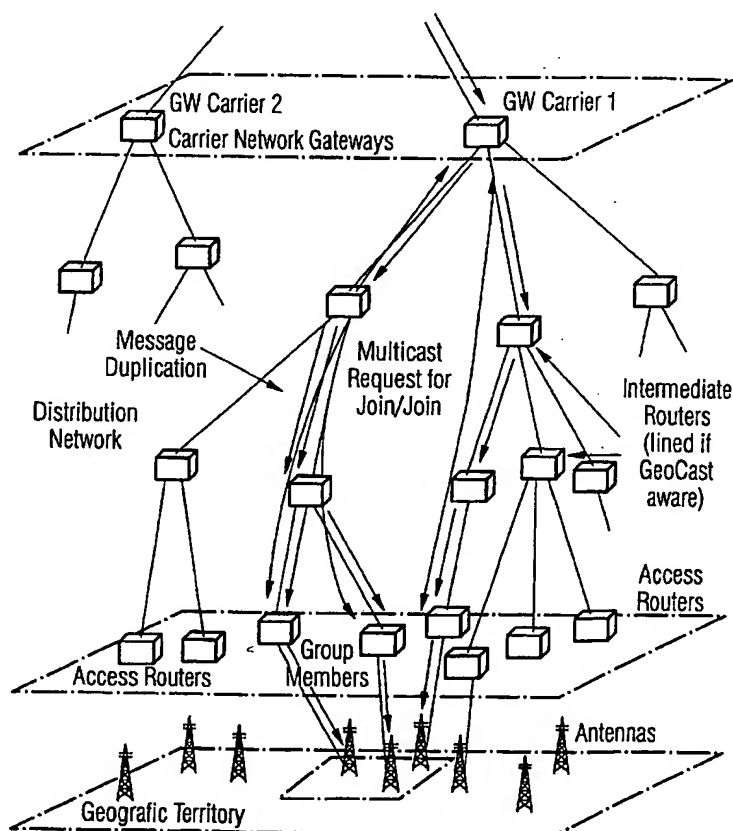 GW Carrier 2
GW Carrier 1
Carrier Network Gateways
Message
Duplication
Multicast
Request for
Join/Join
Distribution
Network
Intermediate
Routers
(lined if
GeoCast
aware)
Access
Routers
Group
Members
Access Routers
Antennas
Geografic Territory